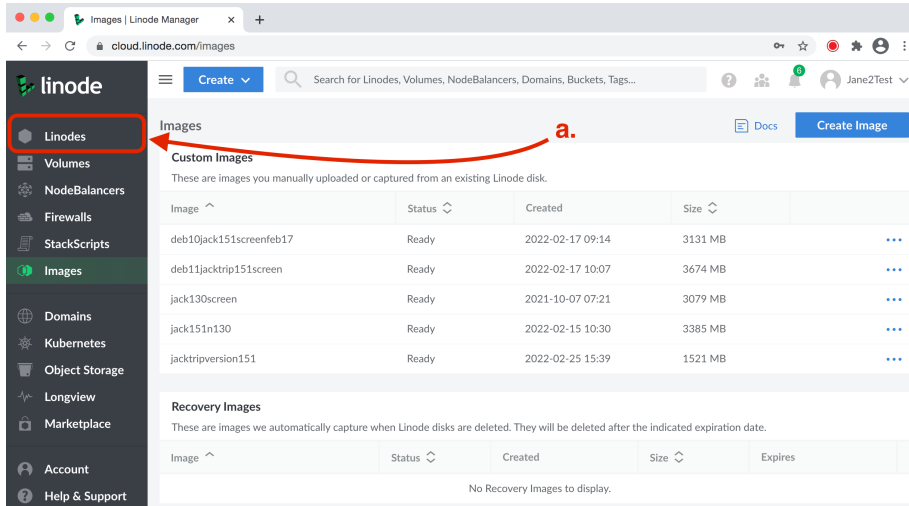 Images | Linode Manager
cloud.linode.com/images
linode
Create
Search for Linodes, Volumes, NodeBalancers, Domains, Buckets, Tags...
6
Jane2Test
Linodes
Volumes
NodeBalancers
Firewalls
StackScripts
Images
Domains
Kubernetes
Object Storage
Longview
Marketplace
Account
Help & Support
Images
a.
Docs
Create Image
Custom Images
These are images you manually uploaded or captured from an existing Linode disk.
Image Status Created Size
deb10jack151screenfeb17 Ready 2022-02-17 09:14 3131 MB
deb11jacktrip151screen Ready 2022-02-17 10:07 3674 MB
jack130screen Ready 2021-10-07 07:21 3079 MB
jack151n130 Ready 2022-02-15 10:30 3385 MB
jacktripversion151 Ready 2022-02-25 15:39 1521 MB
Recovery Images
These are images we automatically capture when Linode disks are deleted. They will be deleted after the indicated expiration date.
Image Status Created Size Expires
No Recovery Images to display.